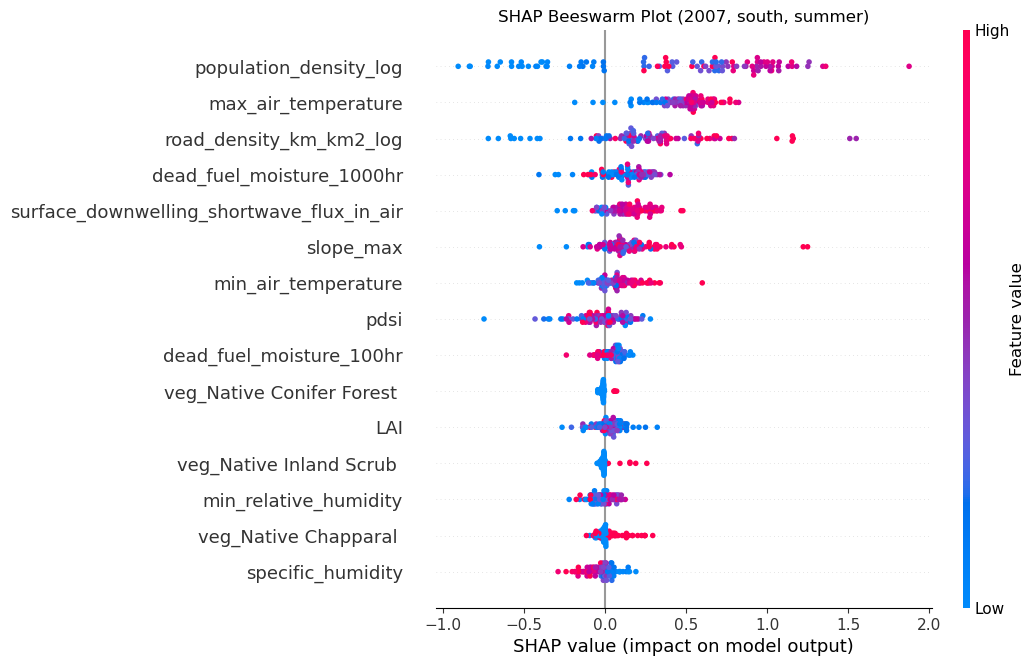 SHAP Beeswarm Plot (2007, south, summer)
High
population_density_log
max_air_temperature
road_density_km_km2_log
dead_fuel_moisture_1000hr
surface_downwelling_shortwave_flux_in_air
slope_max
min_air_temperature
pdsi
dead_fuel_moisture_100hr
veg_Native Conifer Forest
LAI
veg_Native Inland Scrub
min_relative_humidity
veg_Native Chapparal
specific_humidity
Feature value
Low
−1.0 −0.5 0.0 0.5 1.0 1.5 2.0
SHAP value (impact on model output)